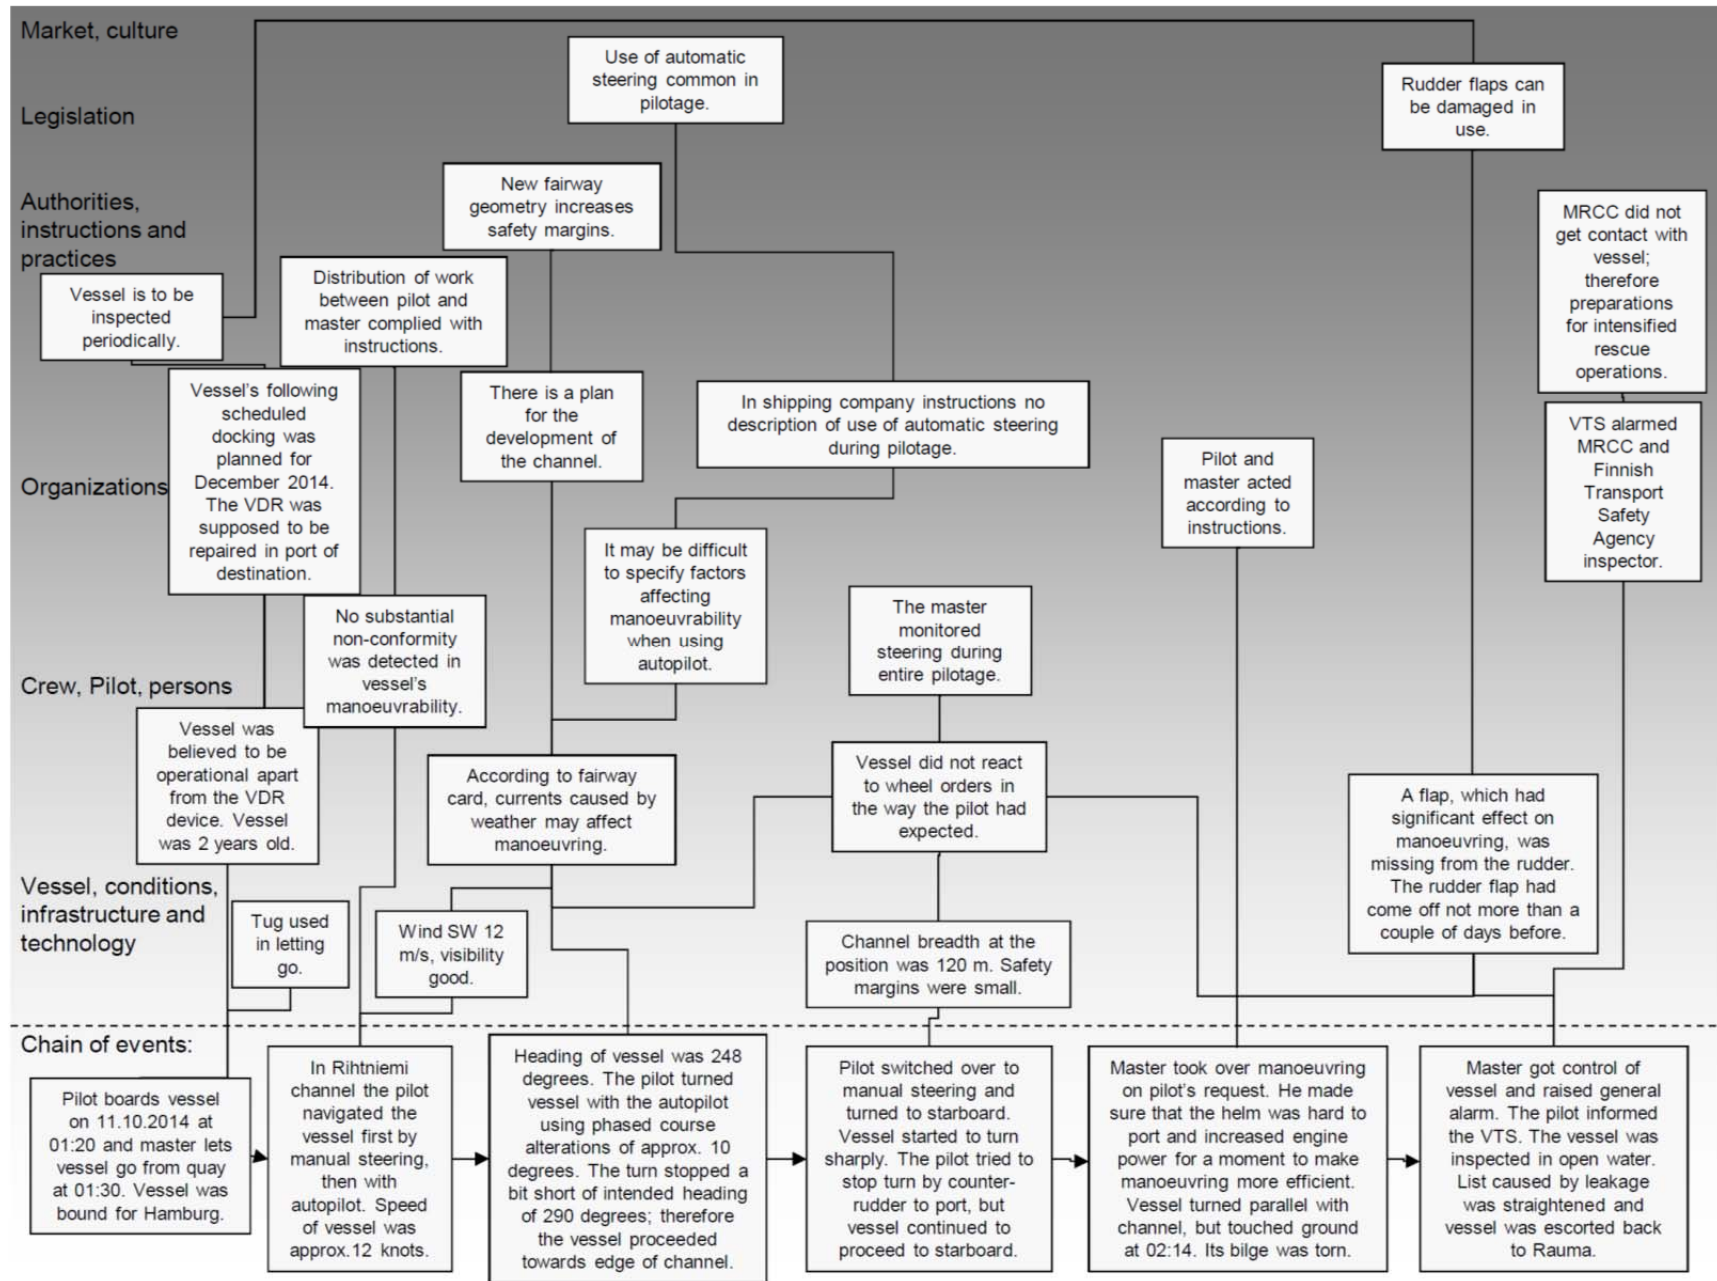 Market, culture
Use of automatic
steering common in
pilotage.
Rudder flaps can
be damaged in
use.
Legislation
New fairway
geometry increases
safety margins.
Authorities,
instructions and
practices
MRCC did not
get contact with
vessel;
therefore
preparations
for intensified
rescue
operations.
Vessel is to be
inspected
periodically.
Distribution of work
between pilot and
master complied with
instructions.
Vessel's following
scheduled
docking was
planned for
December 2014.
The VDR was
supposed to be
repaired in port of
destination.
There is a plan
for the
development of
the channel.
In shipping company instructions no
description of use of automatic steering
during pilotage.
Pilot and
master acted
according to
instructions.
VTS alarmed
MRCC and
Finnish
Transport
Safety
Agency
inspector.
Organizations
It may be difficult
to specify factors
affecting
manoeuvrability
when using
autopilot.
The master
monitored
steering during
entire pilotage.
No substantial
non-conformity
was detected in
vessel's
manoeuvrability.
Crew, Pilot, persons
Vessel was
believed to be
operational apart
from the VDR
device. Vessel
was 2 years old.
According to fairway
card, currents caused by
weather may affect
manoeuvring.
Vessel did not react
to wheel orders in
the way the pilot had
expected.
A flap, which had
significant effect on
manoeuvring, was
missing from the rudder.
The rudder flap had
come off not more than a
couple of days before.
Vessel, conditions,
infrastructure and
technology
Tug used
in letting
go.
Wind SW 12
m/s, visibility
good.
Channel breadth at the
position was 120 m. Safety
margins were small.
Chain of events:
Pilot boards vessel
on 11.10.2014 at
01:20 and master lets
vessel go from quay
at 01:30. Vessel was
bound for Hamburg.
In Rihtniemi
channel the pilot
navigated the
vessel first by
manual steering,
then with
autopilot. Speed
of vessel was
approx.12 knots.
Heading of vessel was 248
degrees. The pilot turned
vessel with the autopilot
using phased course
alterations of approx. 10
degrees. The turn stopped a
bit short of intended heading
of 290 degrees; therefore
the vessel proceeded
towards edge of channel.
Pilot switched over to
manual steering and
turned to starboard.
Vessel started to turn
sharply. The pilot tried to
stop turn by counter-
rudder to port, but
vessel continued to
proceed to starboard.
Master took over manoeuvring
on pilot's request. He made
sure that the helm was hard to
port and increased engine
power for a moment to make
manoeuvring more efficient.
Vessel turned parallel with
channel, but touched ground
at 02:14. Its bilge was torn.
Master got control of
vessel and raised general
alarm. The pilot informed
the VTS. The vessel was
inspected in open water.
List caused by leakage
was straightened and
vessel was escorted back
to Rauma.